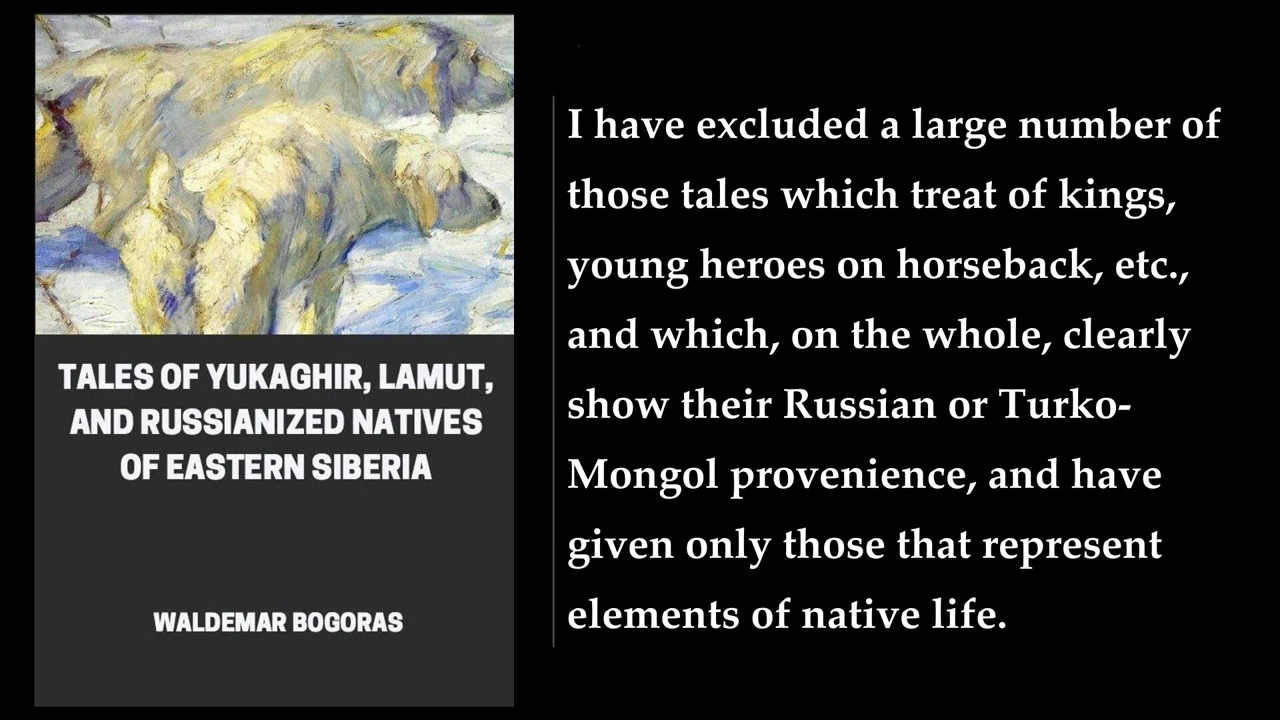 TALES OF YUKAGHIR, LAMUT,
AND RUSSIANIZED NATIVES
OF EASTERN SIBERIA
WALDEMAR BOGORAS
I have excluded a large number of
those tales which treat of kings,
young heroes on horseback, etc.,
and which, on the whole, clearly
show their Russian or Turko-
Mongol provenience, and have
given only those that represent
elements of native life.